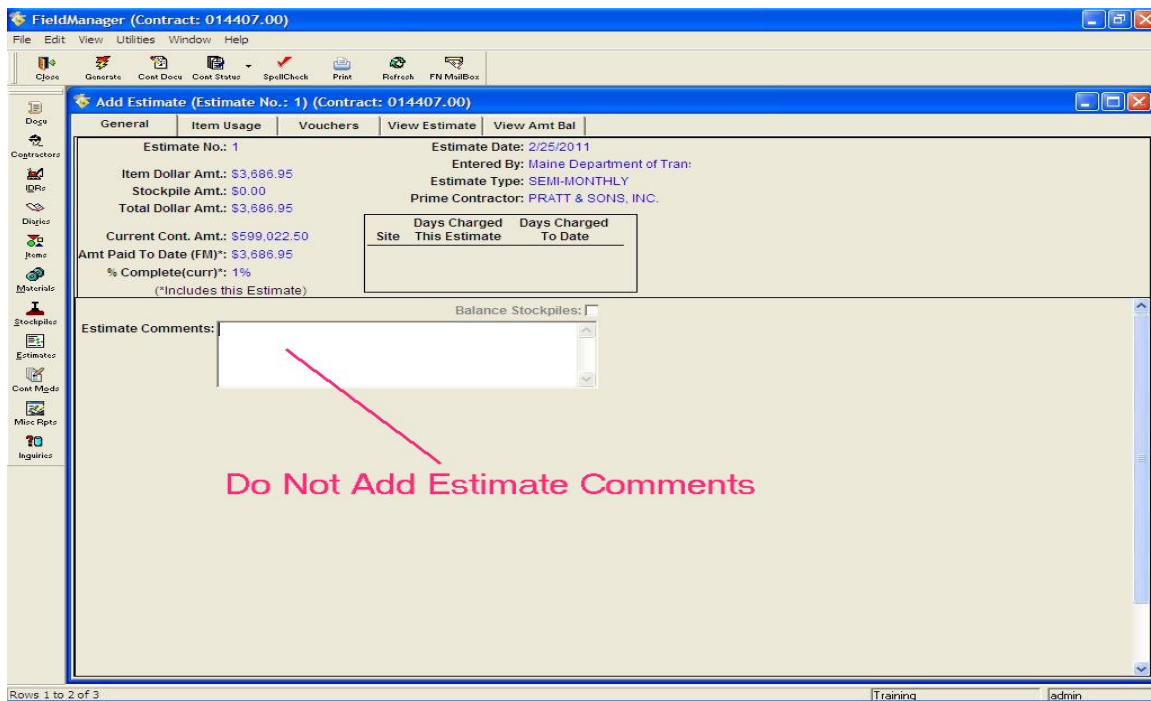 FieldManager (Contract: 014407.00)
File Edit View Utilities Window Help
Close Generate Cont Docu Cont Status SpellCheck Print Refresh FN MailBox
Add Estimate (Estimate No.: 1) (Contract: 014407.00)
General Item Usage Vouchers View Estimate View Amt Bal
Docu
Contractors
IDRs
Diaries
Items
Materials
Stockpiles
Estimates
Cont Mods
Misc Rpts
Inquiries
Estimate No.: 1
Item Dollar Amt.: $3,686.95
Stockpile Amt.: $0.00
Total Dollar Amt.: $3,686.95
Current Cont. Amt.: $599,022.50
Amt Paid To Date (FM)*: $3,686.95
% Complete(curr)*: 1%
(*Includes this Estimate)
Estimate Date: 2/25/2011
Entered By: Maine Department of Tran
Estimate Type: SEMI-MONTHLY
Prime Contractor: PRATT & SONS, INC.
Days Charged Days Charged
Site This Estimate To Date
Balance Stockpiles:
Estimate Comments:
Do Not Add Estimate Comments
Rows 1 to 2 of 3 Training admin